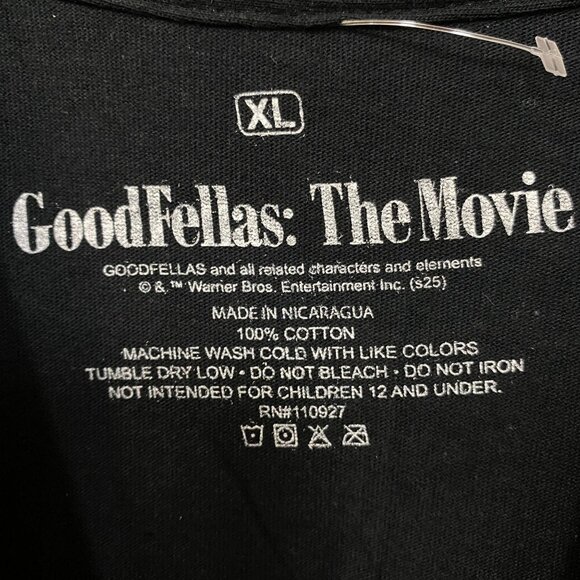 XL
GoodFellas: The Movie
GOODFELLAS and all related characters and elements
© & ™ Warner Bros. Entertainment Inc. (s25)
MADE IN NICARAGUA
100% COTTON
MACHINE WASH COLD WITH LIKE COLORS
TUMBLE DRY LOW • DO NOT BLEACH • DO NOT IRON
NOT INTENDED FOR CHILDREN 12 AND UNDER.
RN#110927